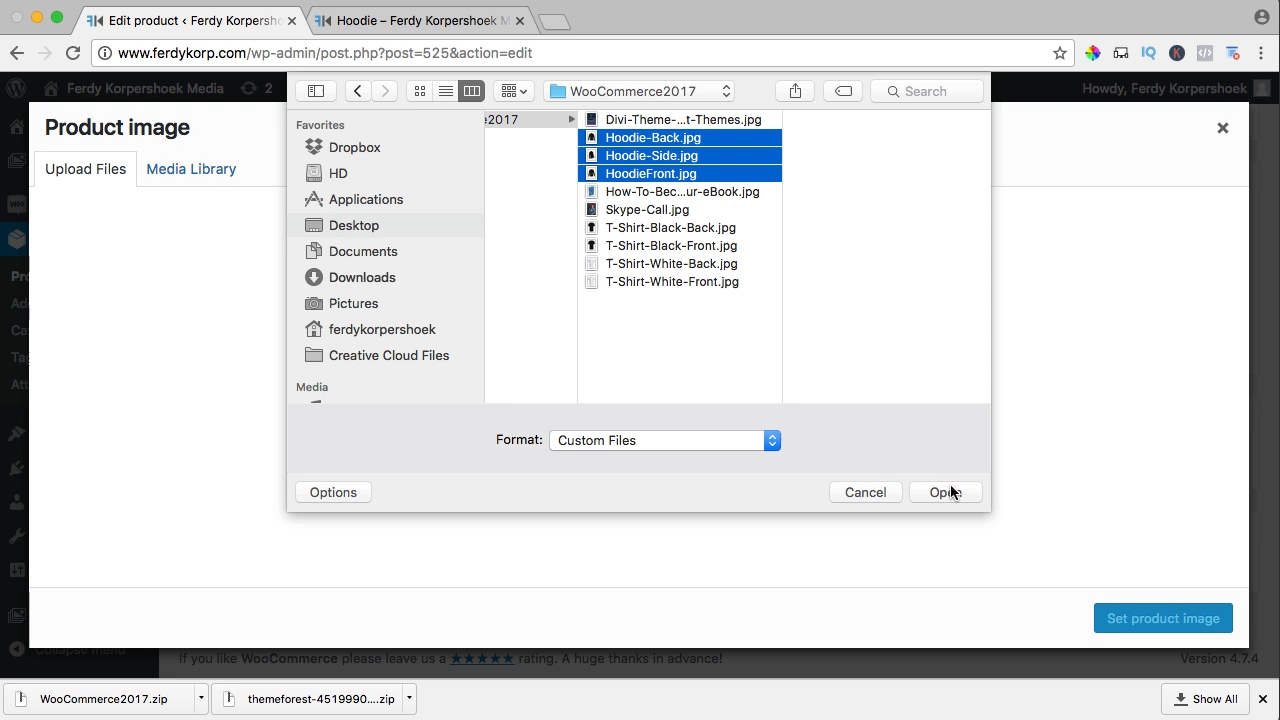 Edit product ‹ Ferdy Korpersho
Hoodie – Ferdy Korpershoek M
www.ferdykorp.com/wp-admin/post.php?post=525&action=edit
Ferdy Korpershoek Media
2
Howdy, Ferdy Korpershoek
WooCommerce2017
Search
Product image
Upload Files
Media Library
Favorites
Dropbox
HD
Applications
Desktop
Documents
Downloads
Pictures
ferdykorpershoek
Creative Cloud Files
Media
2017
Divi-Theme-...t-Themes.jpg
Hoodie-Back.jpg
Hoodie-Side.jpg
HoodieFront.jpg
How-To-Bec...ur-eBook.jpg
Skype-Call.jpg
T-Shirt-Black-Back.jpg
T-Shirt-Black-Front.jpg
T-Shirt-White-Back.jpg
T-Shirt-White-Front.jpg
Format:
Custom Files
Options
Cancel
Open
Set product image
Collapse menu
If you like WooCommerce please leave us a ★★★★★ rating. A huge thanks in advance!
Version 4.7.4
WooCommerce2017.zip
themeforest-4519990....zip
Show All